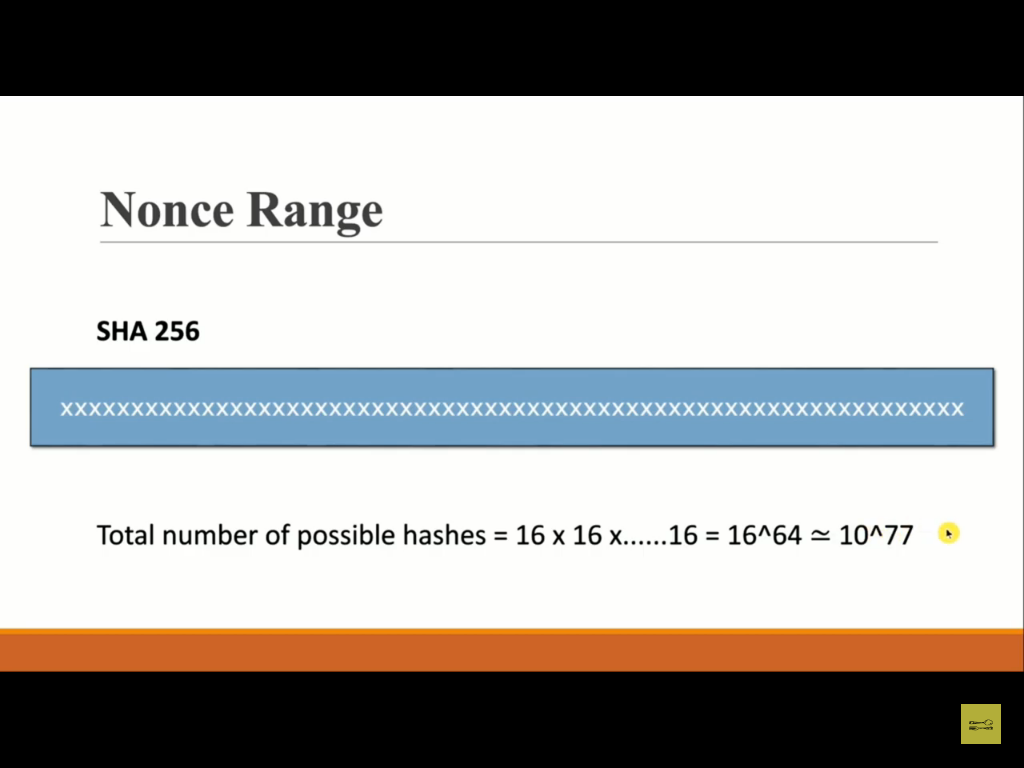 Nonce Range
SHA 256
xxxxxxxxxxxxxxxxxxxxxxxxxxxxxxxxxxxxxxxxxxxxxxxxxxxxxxxxxxxxxxxx
Total number of possible hashes = 16 x 16 x......16 = 16^64 ≃ 10^77